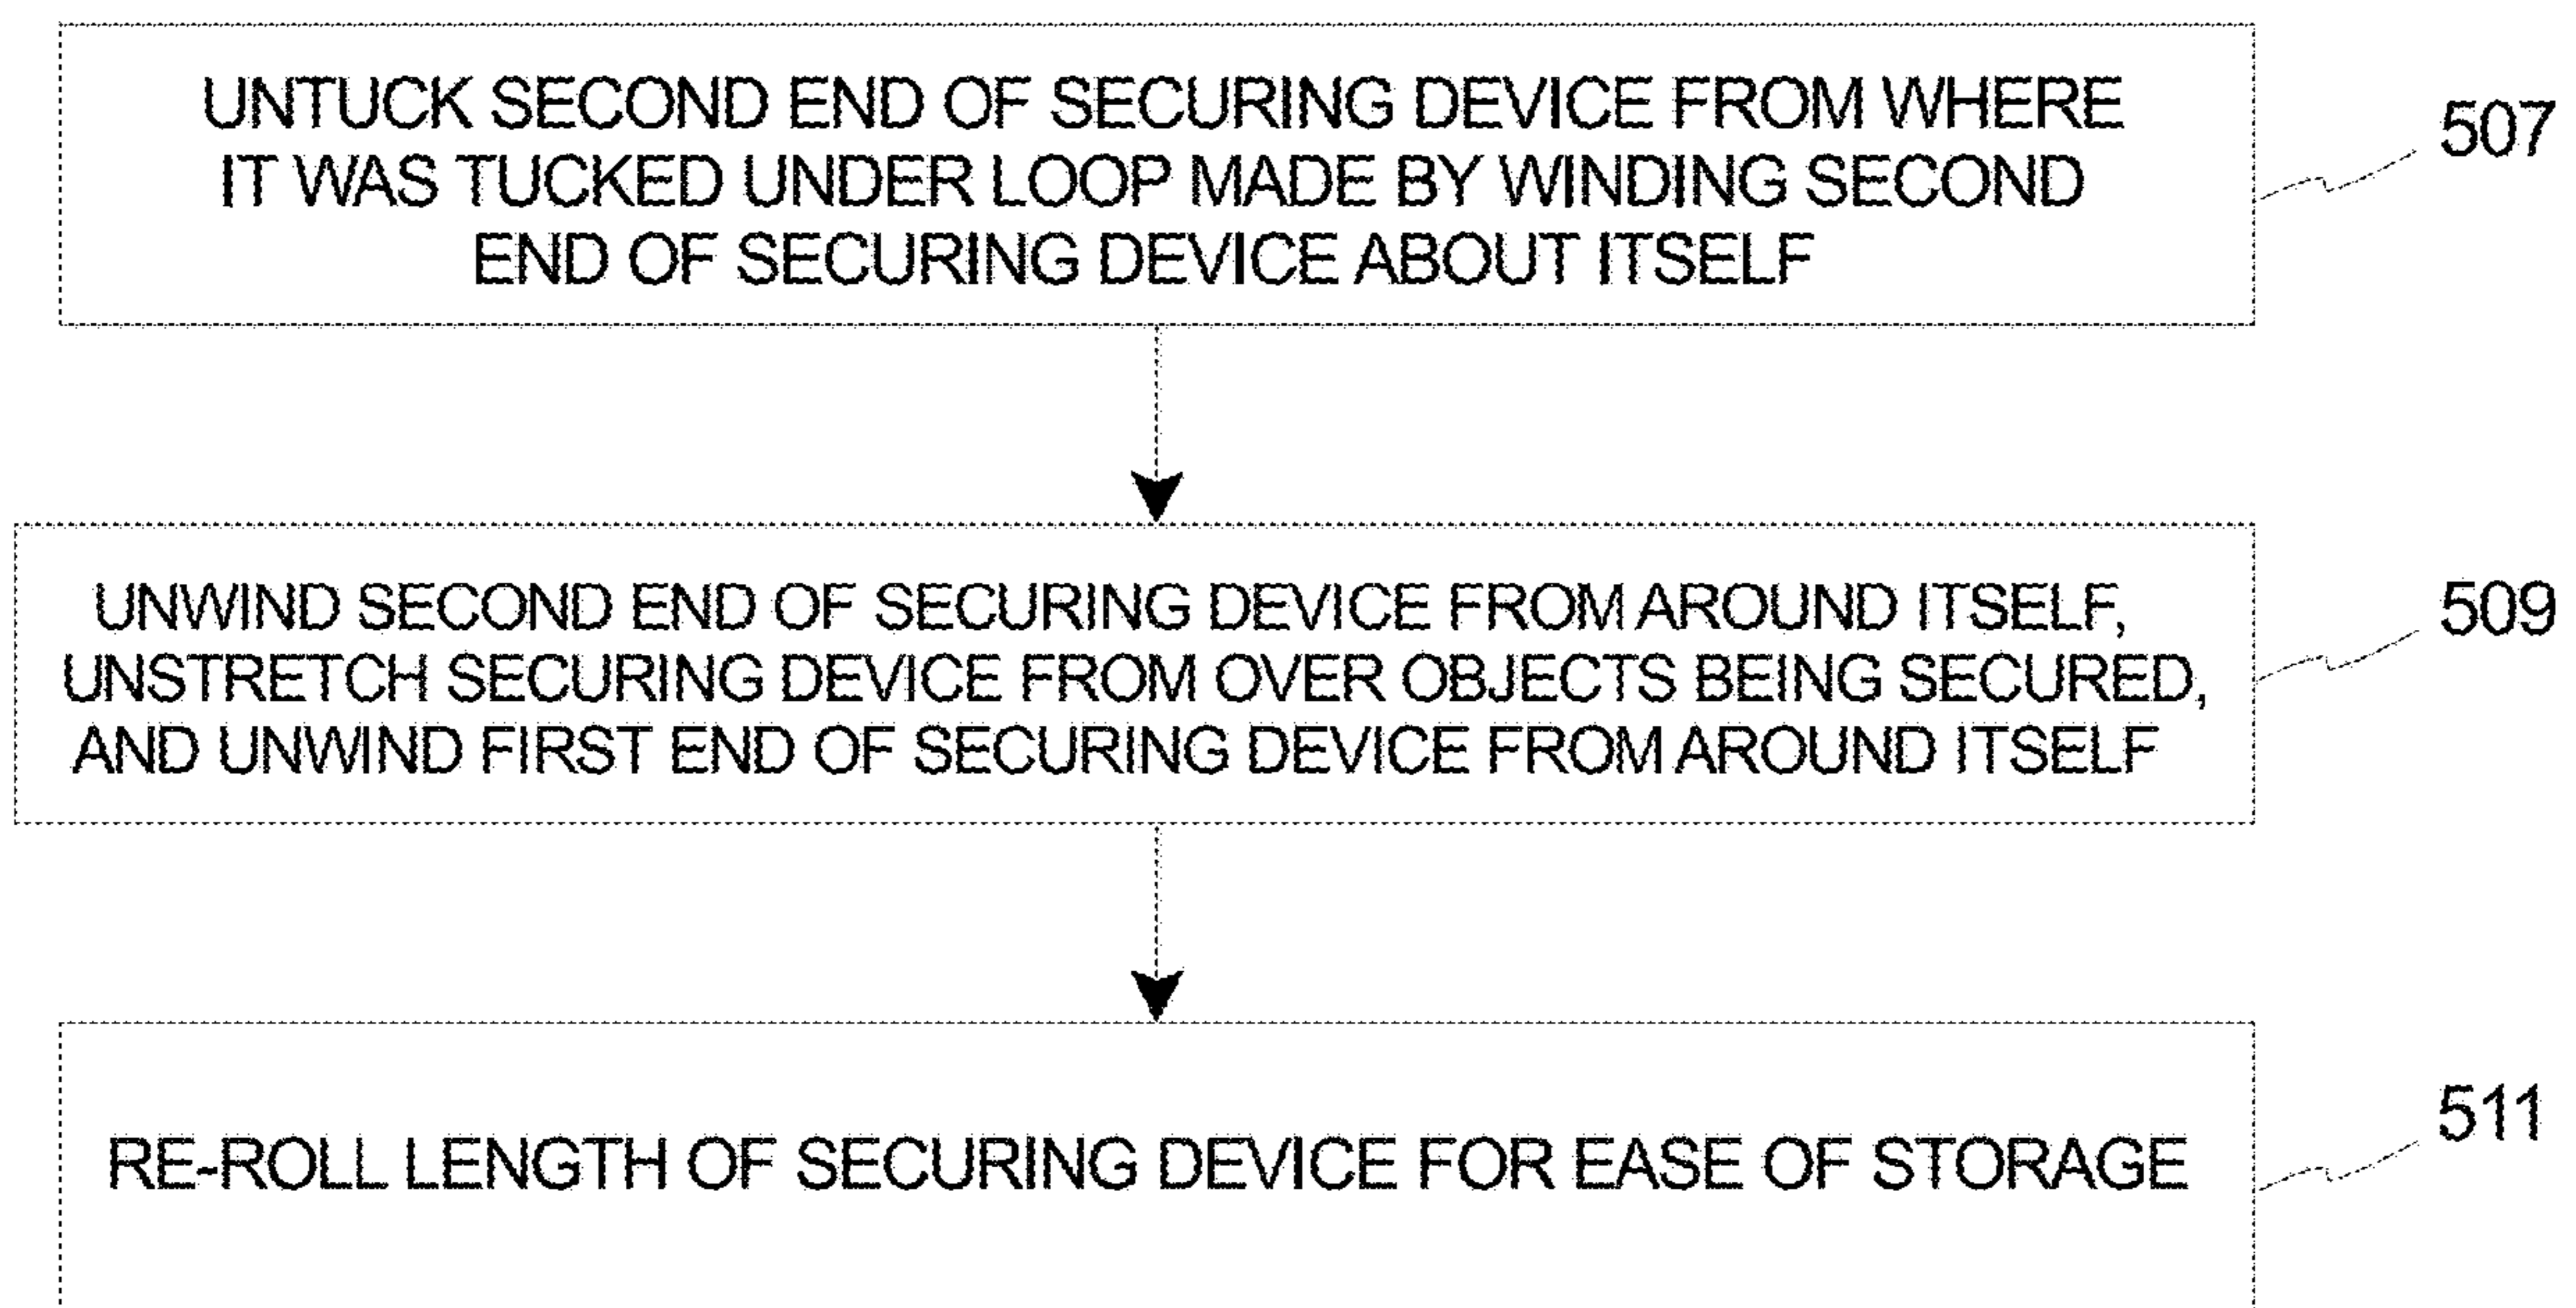 UNTUCK SECOND END OF SECURING DEVICE FROM WHERE
IT WAS TUCKED UNDER LOOP MADE BY WINDING SECOND
END OF SECURING DEVICE ABOUT ITSELF
507
UNWIND SECOND END OF SECURING DEVICE FROM AROUND ITSELF,
UNSTRETCH SECURING DEVICE FROM OVER OBJECTS BEING SECURED,
AND UNWIND FIRST END OF SECURING DEVICE FROM AROUND ITSELF
509
RE-ROLL LENGTH OF SECURING DEVICE FOR EASE OF STORAGE
511